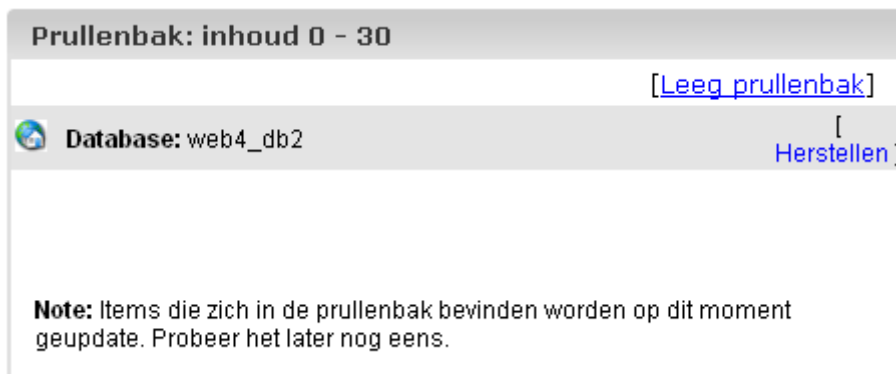 Prullenbak: inhoud 0 - 30
[Leeg prullenbak]
Database: web4_db2
[
Herstellen ]
Note: Items die zich in de prullenbak bevinden worden op dit moment
geupdate. Probeer het later nog eens.